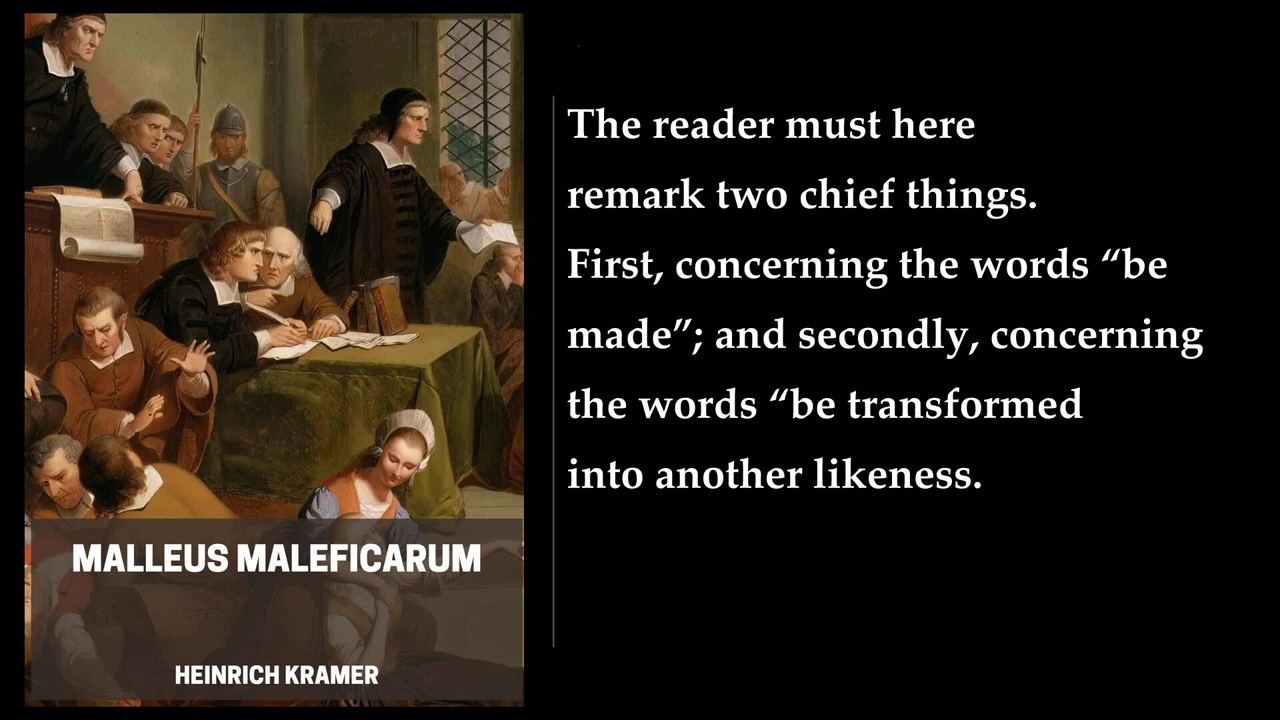 MALLEUS MALEFICARUM
HEINRICH KRAMER
The reader must here
remark two chief things.
First, concerning the words “be
made”; and secondly, concerning
the words “be transformed
into another likeness.